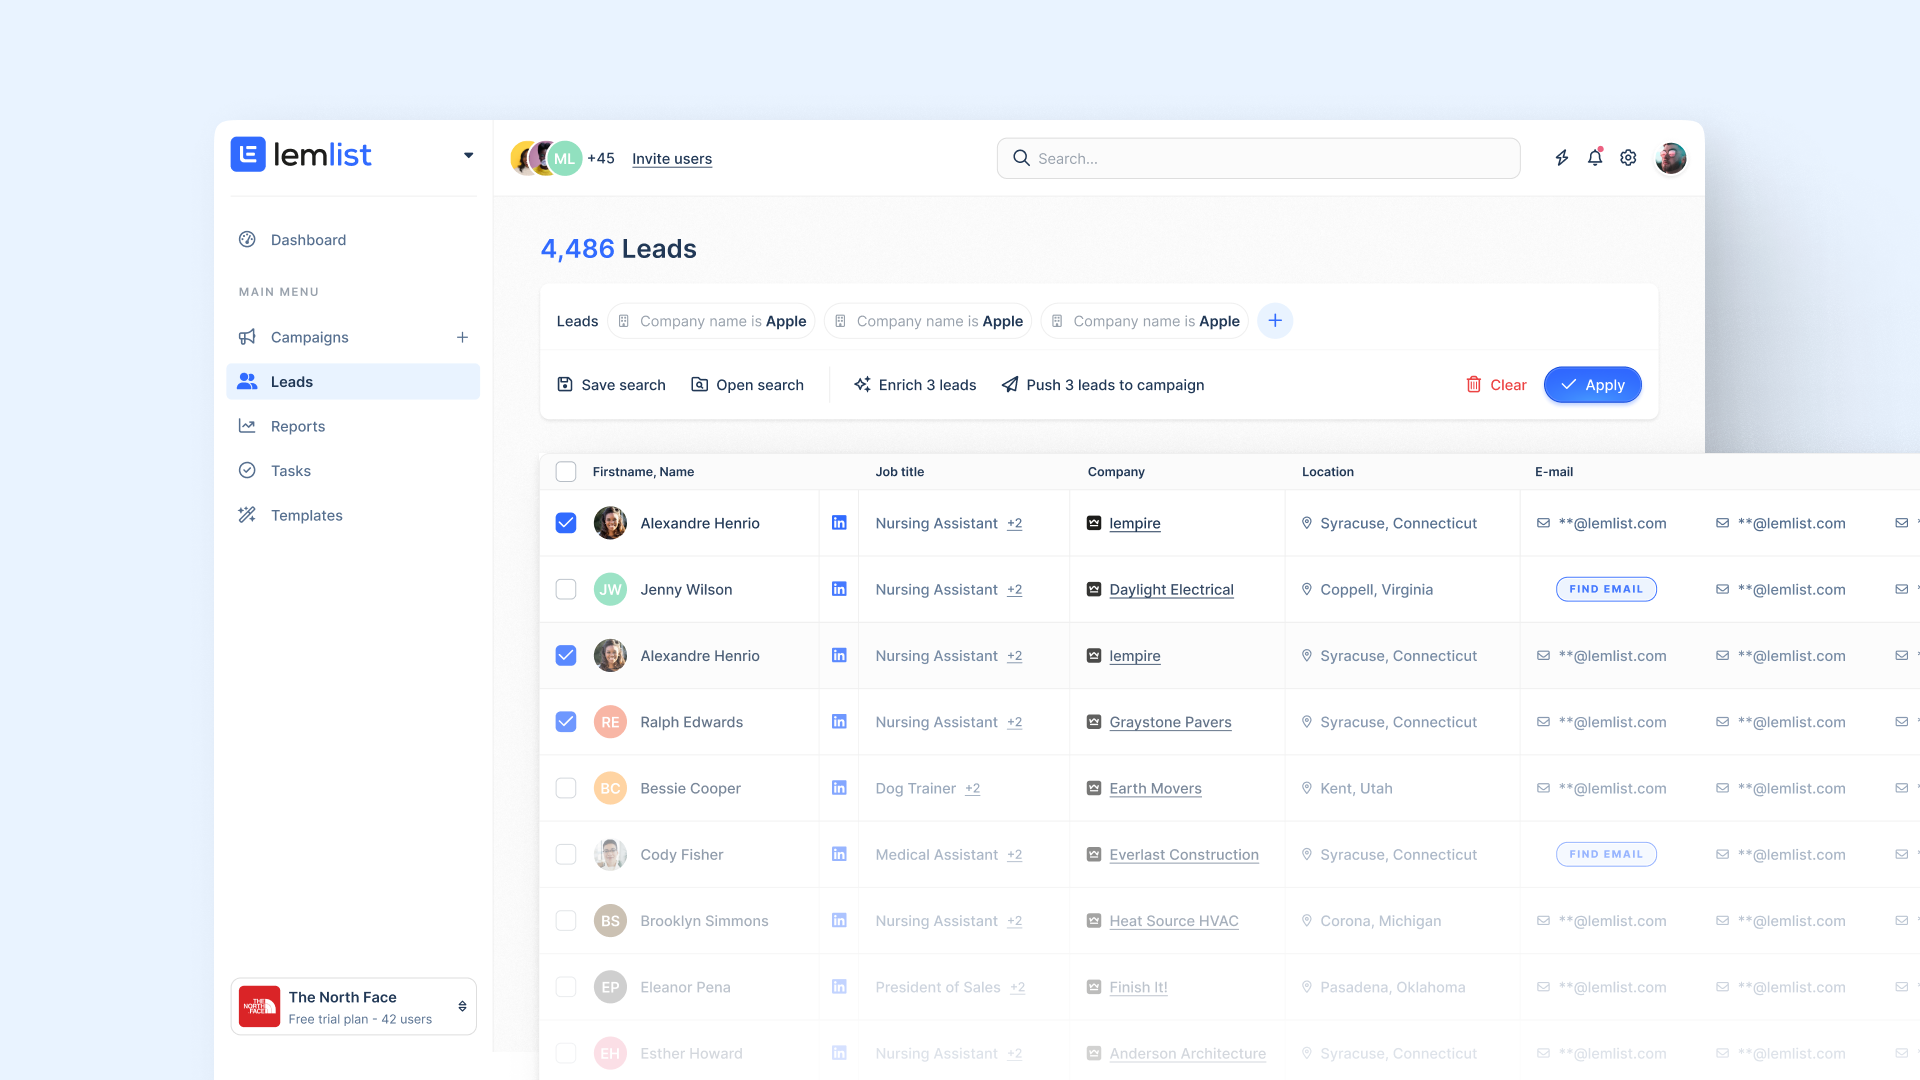 lemlist
ML +45 Invite users
Search...
Dashboard
MAIN MENU
Campaigns
Leads
Reports
Tasks
Templates
THE NORTH FACE
The North Face
Free trial plan - 42 users
4,486 Leads
Leads Company name is Apple Company name is Apple Company name is Apple
Save search Open search Enrich 3 leads Push 3 leads to campaign Clear Apply
Firstname, Name Job title Company Location E-mail
Alexandre Henrio in Nursing Assistant +2 lempire Syracuse, Connecticut **@lemlist.com **@lemlist.com
JW Jenny Wilson in Nursing Assistant +2 Daylight Electrical Coppell, Virginia FIND EMAIL **@lemlist.com
Alexandre Henrio in Nursing Assistant +2 lempire Syracuse, Connecticut **@lemlist.com **@lemlist.com
RE Ralph Edwards in Nursing Assistant +2 Graystone Pavers Syracuse, Connecticut **@lemlist.com **@lemlist.com
BC Bessie Cooper in Dog Trainer +2 Earth Movers Kent, Utah **@lemlist.com **@lemlist.com
Cody Fisher in Medical Assistant +2 Everlast Construction Syracuse, Connecticut FIND EMAIL **@lemlist.com
BS Brooklyn Simmons in Nursing Assistant +2 Heat Source HVAC Corona, Michigan **@lemlist.com **@lemlist.com
EP Eleanor Pena in President of Sales +2 Finish It! Pasadena, Oklahoma **@lemlist.com **@lemlist.com
EH Esther Howard in Nursing Assistant +2 Anderson Architecture Syracuse, Connecticut **@lemlist.com **@lemlist.com